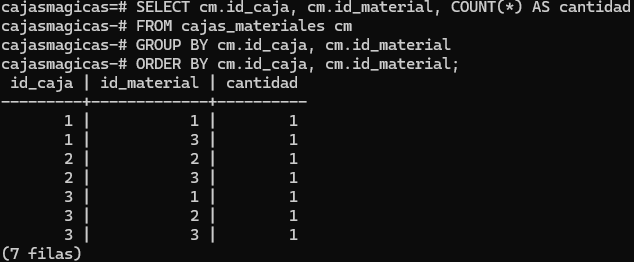 cajasmagicas=# SELECT cm.id_caja, cm.id_material, COUNT(*) AS cantidad
cajasmagicas-# FROM cajas_materiales cm
cajasmagicas-# GROUP BY cm.id_caja, cm.id_material
cajasmagicas-# ORDER BY cm.id_caja, cm.id_material;
 id_caja | id_material | cantidad
---------+-------------+----------
       1 |           1 |        1
       1 |           3 |        1
       2 |           2 |        1
       2 |           3 |        1
       3 |           1 |        1
       3 |           2 |        1
       3 |           3 |        1
(7 filas)